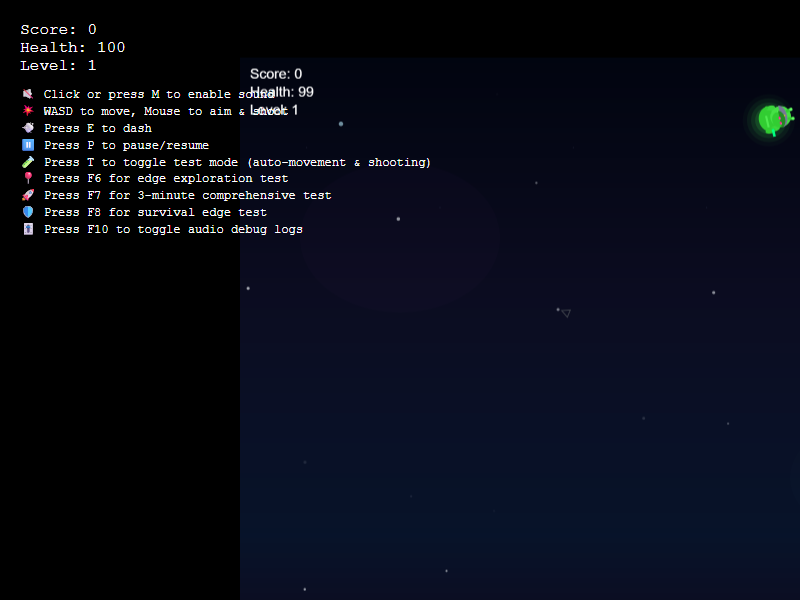 Score: 0
Health: 100
Level: 1
Score: 0
Health: 99
Level: 1
Click or press M to enable sound
WASD to move, Mouse to aim & shoot
Press E to dash
Press P to pause/resume
Press T to toggle test mode (auto-movement & shooting)
Press F6 for edge exploration test
Press F7 for 3-minute comprehensive test
Press F8 for survival edge test
Press F10 to toggle audio debug logs